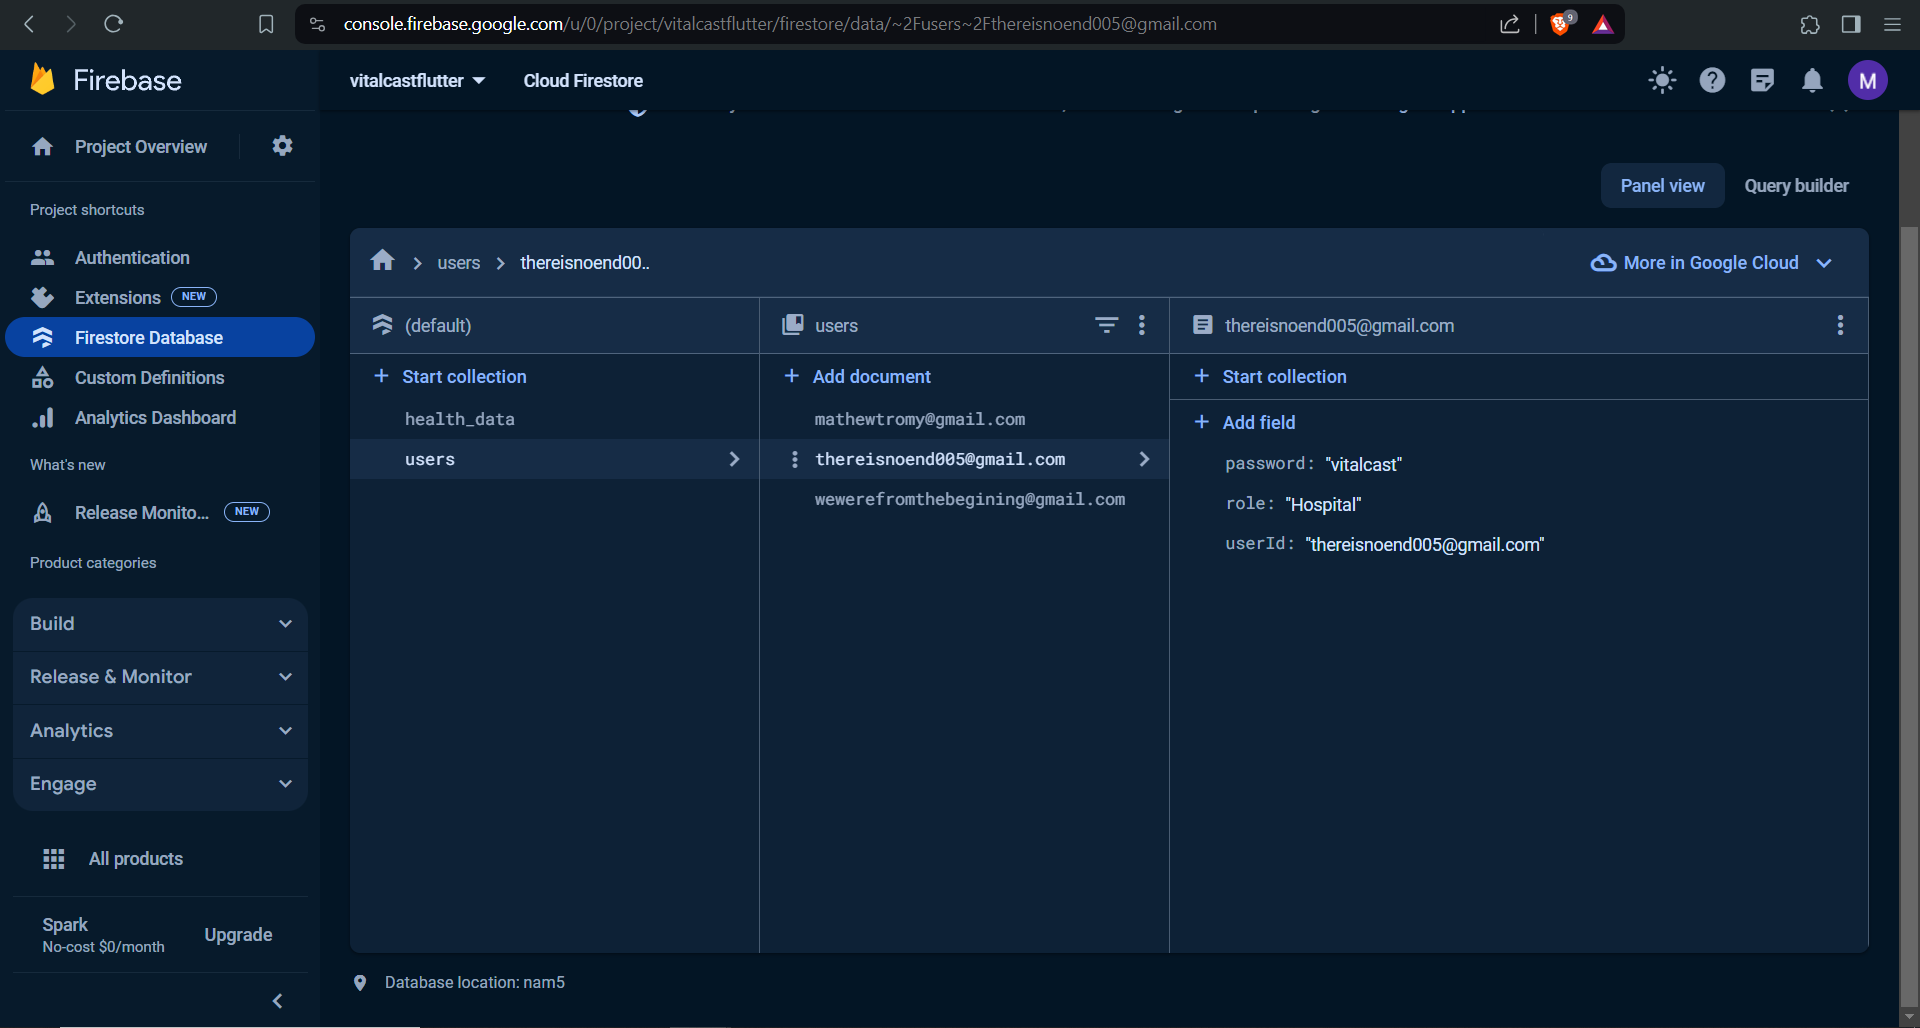 console.firebase.google.com/u/0/project/vitalcastflutter/firestore/data/~2Fusers~2Fthereisnoend005@gmail.com
9
Firebase
vitalcastflutter
Cloud Firestore
M
Project Overview
Project shortcuts
Authentication
Extensions NEW
Firestore Database
Custom Definitions
Analytics Dashboard
What's new
Release Monito... NEW
Product categories
Build
Release & Monitor
Analytics
Engage
All products
Spark
No-cost $0/month
Upgrade
Panel view
Query builder
users
thereisnoend00..
More in Google Cloud
(default)
Start collection
health_data
users
users
Add document
mathewtromy@gmail.com
thereisnoend005@gmail.com
wewerefromthebegining@gmail.com
thereisnoend005@gmail.com
Start collection
Add field
password: "vitalcast"
role: "Hospital"
userId: "thereisnoend005@gmail.com"
Database location: nam5